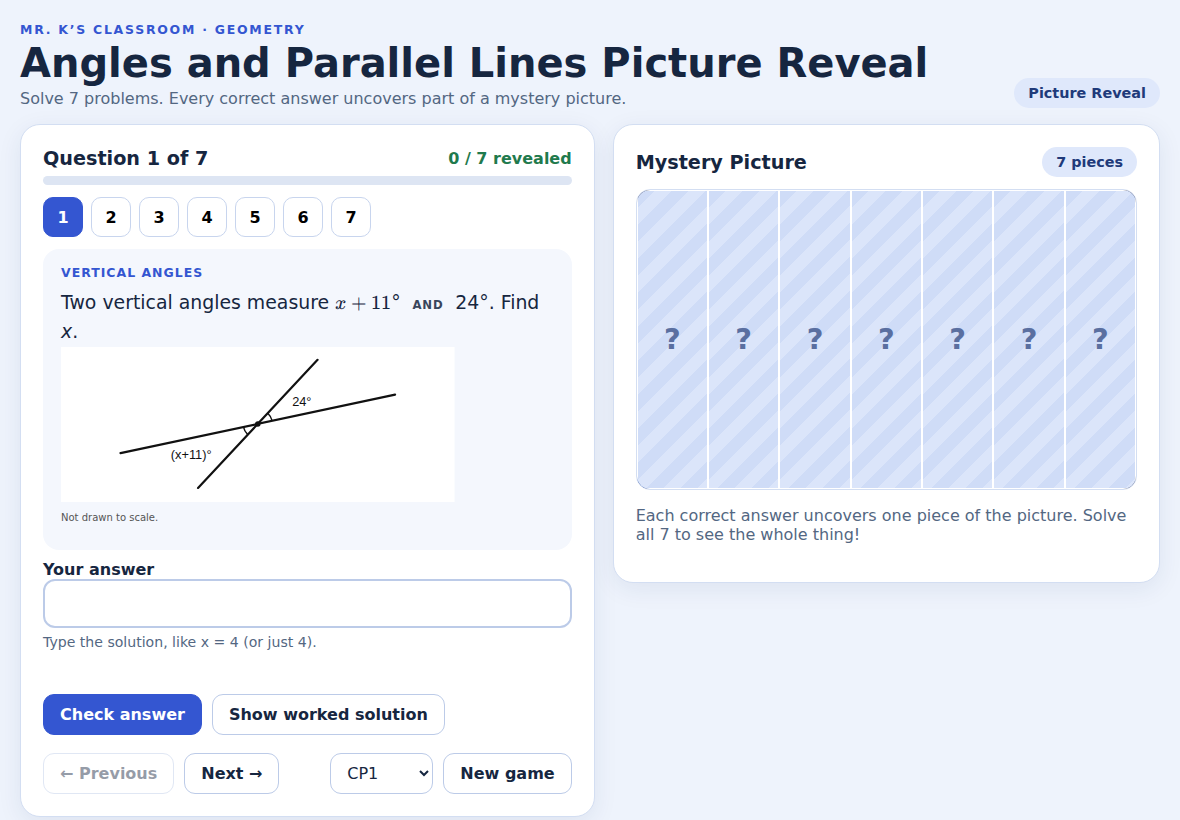 MR. K’S CLASSROOM · GEOMETRY
Angles and Parallel Lines Picture Reveal
Solve 7 problems. Every correct answer uncovers part of a mystery picture.
Picture Reveal
Question 1 of 7
0 / 7 revealed
1 2 3 4 5 6 7
VERTICAL ANGLES
Two vertical angles measure x + 11° AND 24°. Find
x.
24°
(x+11)°
Not drawn to scale.
Your answer
Type the solution, like x = 4 (or just 4).
Check answer
Show worked solution
← Previous
Next →
CP1
New game
Mystery Picture
7 pieces
? ? ? ? ? ? ?
Each correct answer uncovers one piece of the picture. Solve
all 7 to see the whole thing!